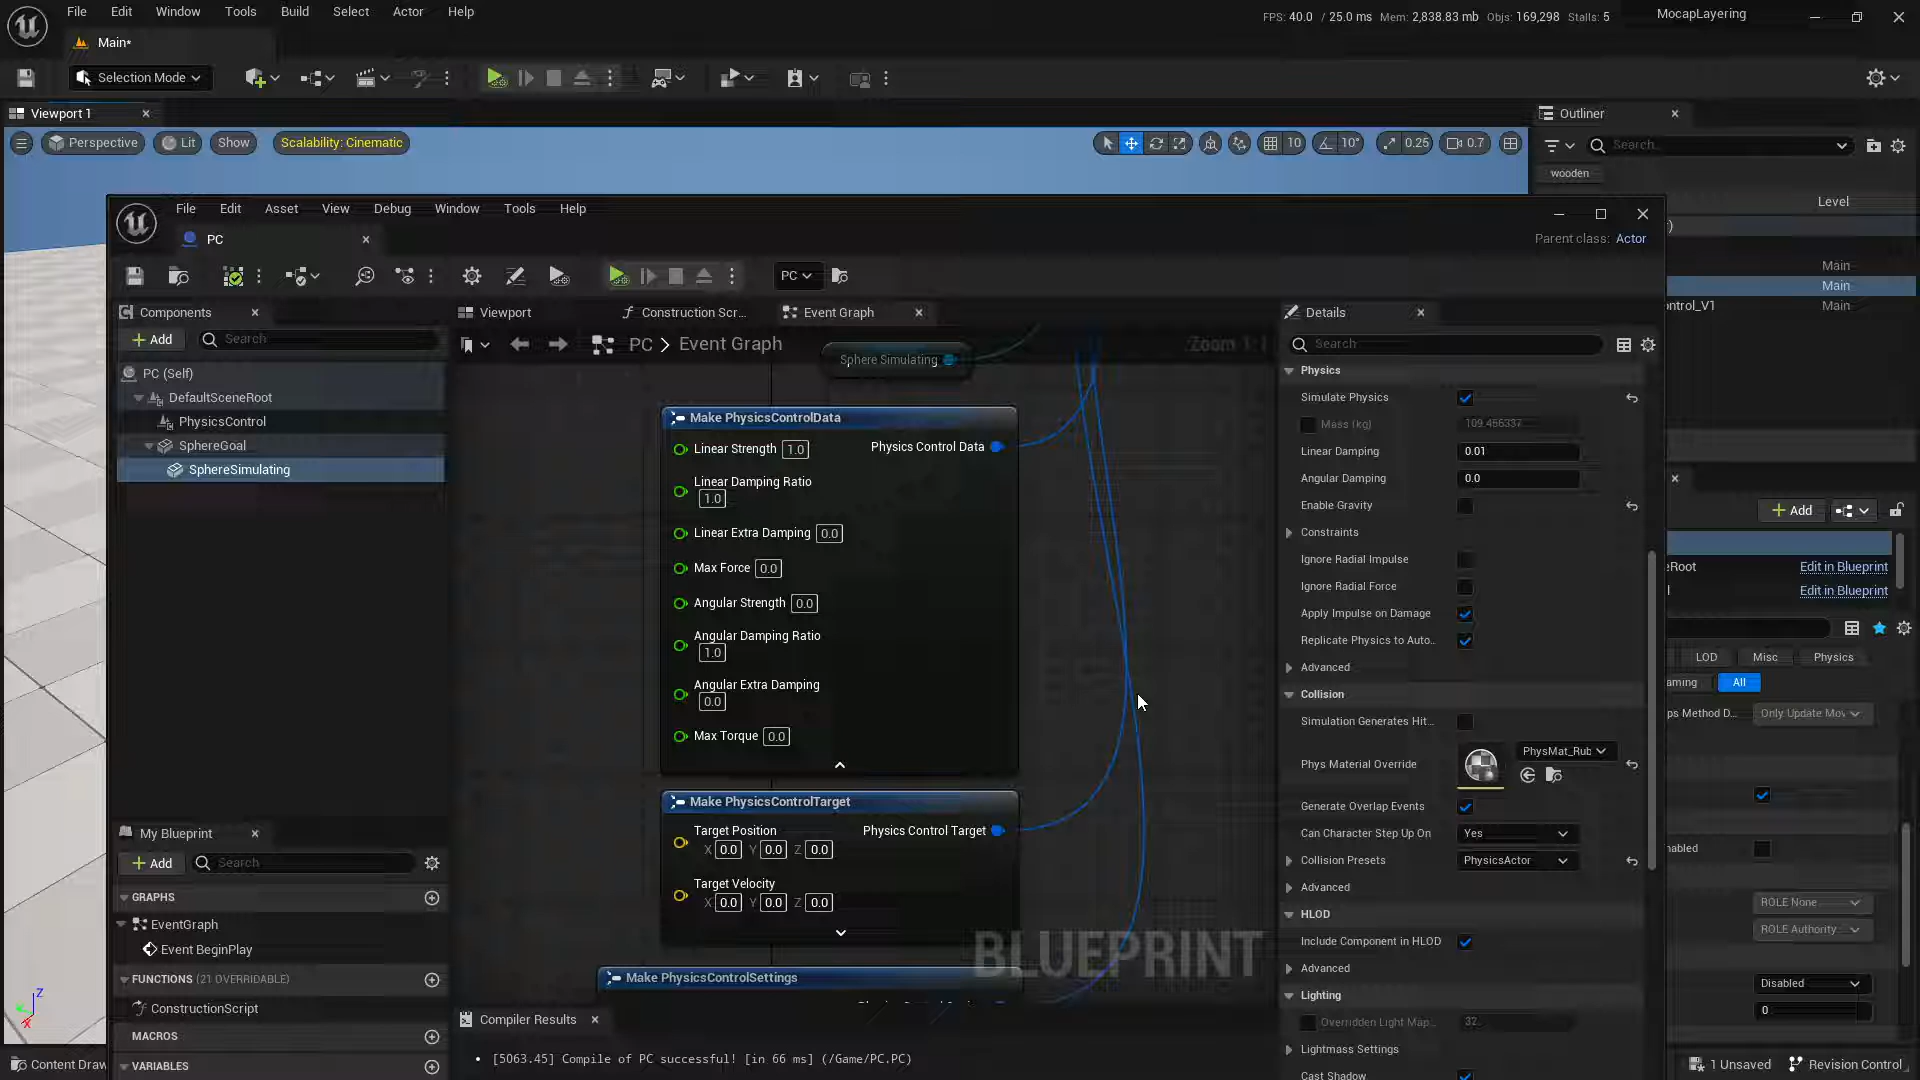 File Edit Window Tools Build Select Actor Help
FPS: 40.0 / 25.0 ms Mem: 2,838.83 mb Objs: 169,298 Stalls: 5
MocapLayering
Main*
Selection Mode
Viewport 1
Outliner
Perspective
Lit
Show
Scalability: Cinematic
10
10°
0.25
0.7
Search...
wooden
Level
File Edit Asset View Debug Window Tools Help
PC
Parent class: Actor
Main
Main
ontrol_V1
Main
PC
Components
Viewport
Construction Scr...
Event Graph
Details
Add
Search
PC > Event Graph
Zoom 1:1
Search
PC (Self)
DefaultSceneRoot
PhysicsControl
SphereGoal
SphereSimulating
Sphere Simulating
Make PhysicsControlData
Linear Strength 1.0
Physics Control Data
Linear Damping Ratio
1.0
Linear Extra Damping 0.0
Max Force 0.0
Angular Strength 0.0
Angular Damping Ratio
1.0
Angular Extra Damping
0.0
Max Torque 0.0
Make PhysicsControlTarget
Target Position
X 0.0 Y 0.0 Z 0.0
Physics Control Target
Target Velocity
X 0.0 Y 0.0 Z 0.0
Make PhysicsControlSettings
BLUEPRINT
Physics
Simulate Physics
Mass (kg) 109.456337
Linear Damping 0.01
Angular Damping 0.0
Enable Gravity
Constraints
Ignore Radial Impulse
Ignore Radial Force
Apply Impulse on Damage
Replicate Physics to Auto..
Advanced
Collision
Simulation Generates Hit...
Phys Material Override
PhysMat_Rub
Generate Overlap Events
Can Character Step Up On Yes
Collision Presets PhysicsActor
Advanced
HLOD
Include Component in HLOD
Advanced
Lighting
Overridden Light Map... 32
Lightmass Settings
Cast Shadow
Add
eRoot
Edit in Blueprint
l
Edit in Blueprint
LOD
Misc
Physics
aming
All
ps Method D...
Only Update Mov
nabled
ROLE None
ROLE Authority
Disabled
0
My Blueprint
Add
Search
GRAPHS
EventGraph
Event BeginPlay
FUNCTIONS (21 OVERRIDABLE)
ConstructionScript
MACROS
VARIABLES
Compiler Results
[5063.45] Compile of PC successful! [in 66 ms] (/Game/PC.PC)
Z
X
Content Draw
1 Unsaved
Revision Control